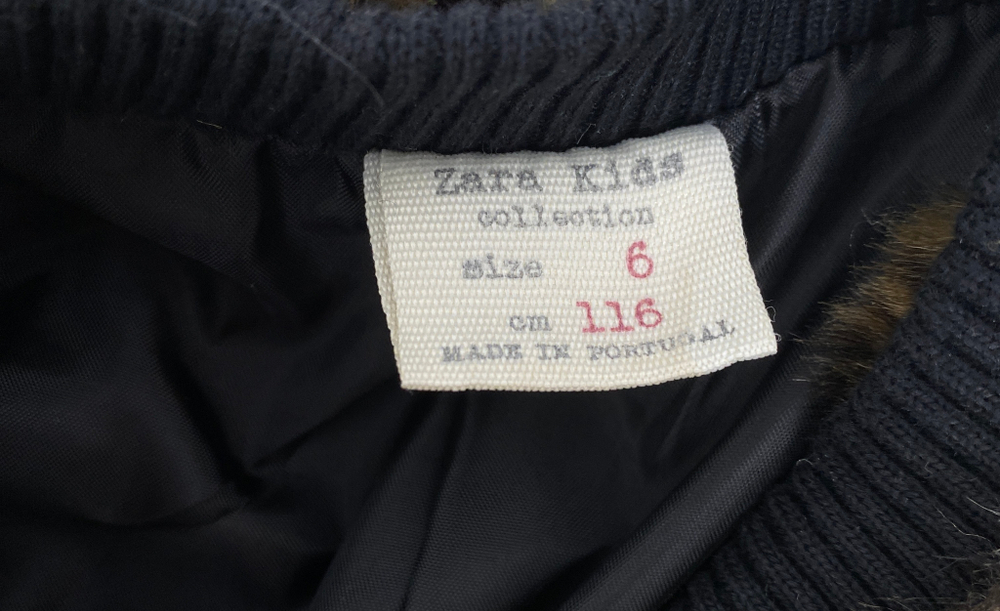 Zara Kids
collection
size 6
cm 116
MADE IN PORTUGAL